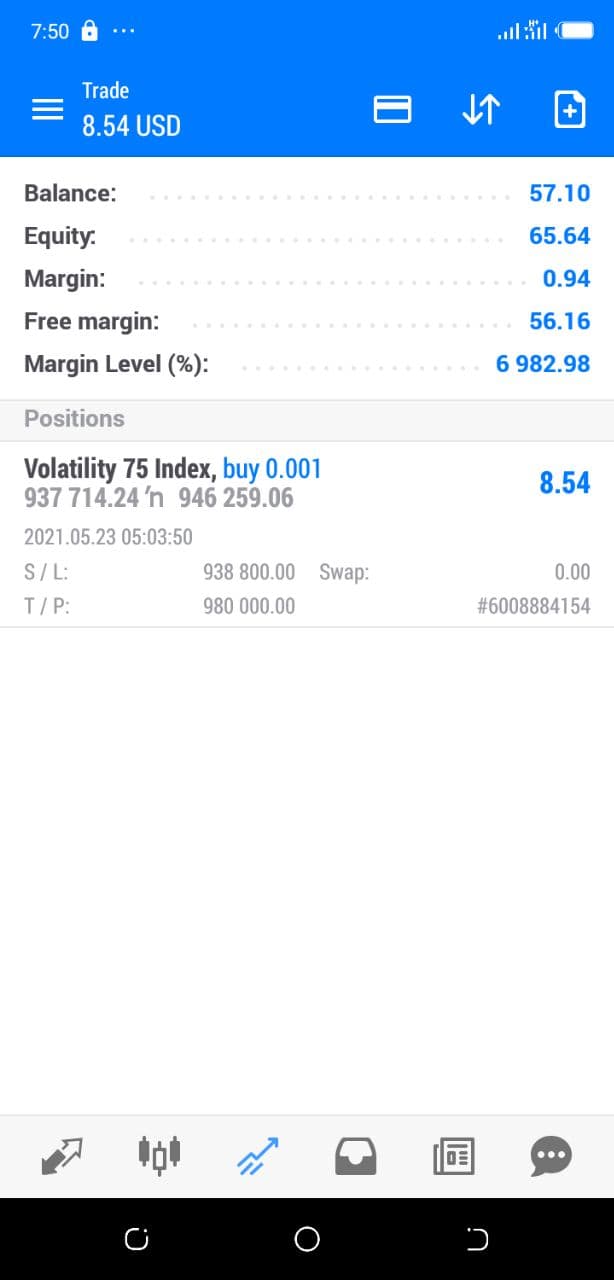 7:50
Trade
8.54 USD
Balance: 57.10
Equity: 65.64
Margin: 0.94
Free margin: 56.16
Margin Level (%): 6 982.98
Positions
Volatility 75 Index, buy 0.001
937 714.24 ’n 946 259.06
8.54
2021.05.23 05:03:50
S / L: 938 800.00 Swap: 0.00
T / P: 980 000.00 #6008884154